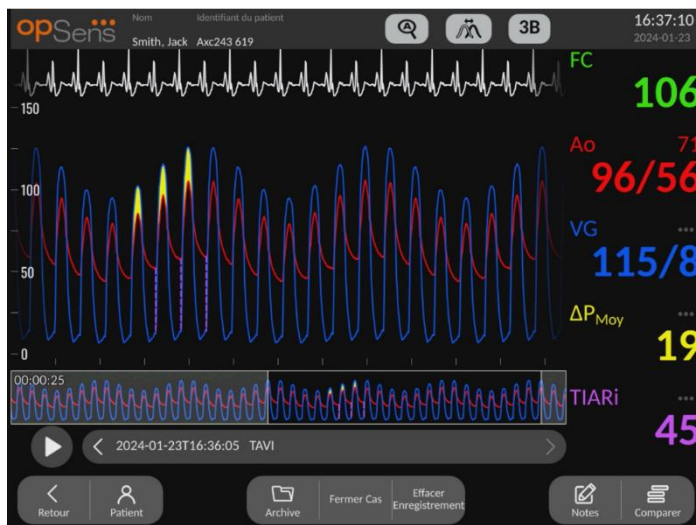 opSens
Nom
Identifiant du patient
Smith, Jack
Axc243 619
A
3B
16:37:10
2024-01-23
FC
106
150
Ao
71
96/56
100
VG
115/8
50
ΔPMoy
19
0
00:00:25
TIARi
45
2024-01-23T16:36:05 TAVI
Retour
Patient
Archive
Fermer Cas
Effacer
Enregistrement
Notes
Comparer